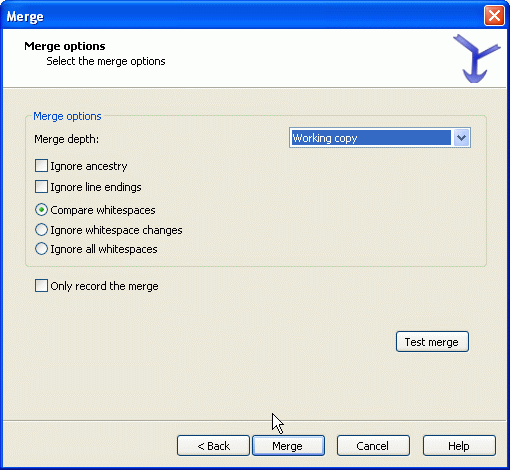 Merge
Merge options
Select the merge options
Merge options
Merge depth: Working copy
Ignore ancestry
Ignore line endings
Compare whitespaces
Ignore whitespace changes
Ignore all whitespaces
Only record the merge
Test merge
< Back Merge Cancel Help